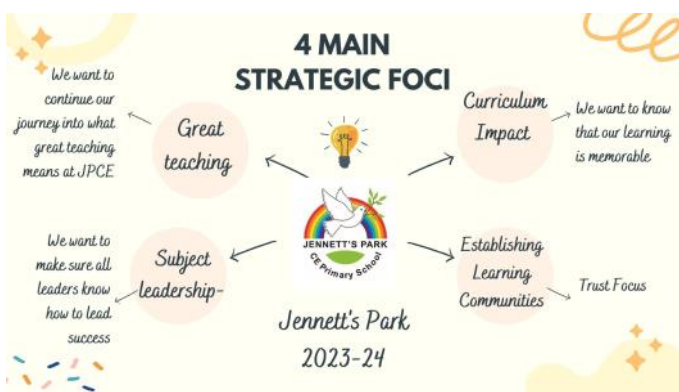 4 MAIN
STRATEGIC FOCI
We want to
continue our
journey into what
great teaching
means at JPCE
Great
teaching
Curriculum
Impact
We want to know
that our learning
is memorable
We want to
make sure all
leaders know
how to lead
success
Subject
leadership-
JENNETT'S PARK
CE Primary School
Establishing
Learning
Communities
Trust Focus
Jennett's Park
2023-24